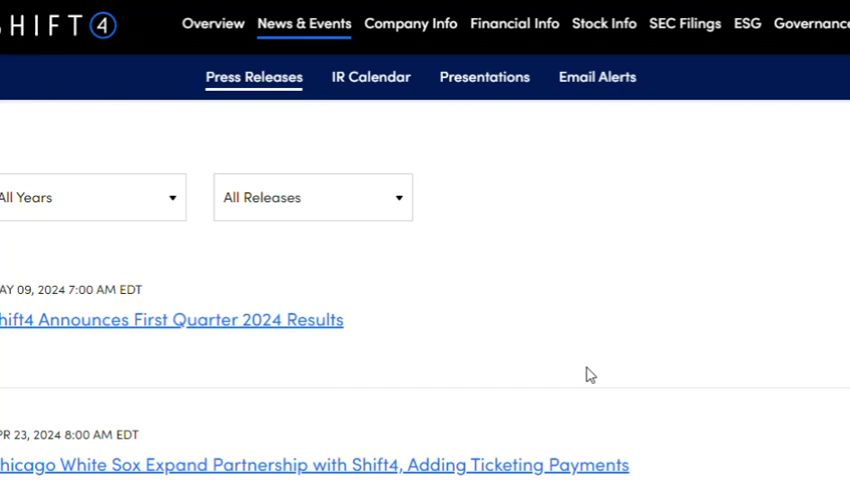 SHIFT4
Overview News & Events Company Info Financial Info Stock Info SEC Filings ESG Governance
Press Releases IR Calendar Presentations Email Alerts
All Years All Releases
AY 09, 2024 7:00 AM EDT
hift4 Announces First Quarter 2024 Results
PR 23, 2024 8:00 AM EDT
hicago White Sox Expand Partnership with Shift4, Adding Ticketing Payments